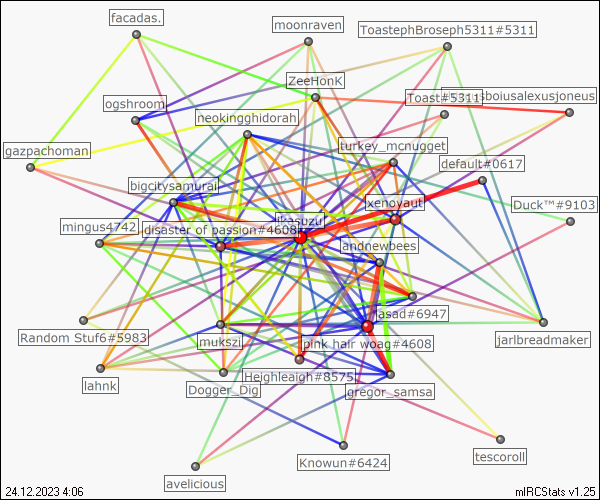 facadas.
moonraven
ToastephBroseph5311#5311
ZeeHonK
Toast#5311
sboiusalexusjoneus
ogshroom
neokingghidorah
turkey_mcnugget
gazpachoman
default#0617
bigcitysamurai
xenoyaut
Duck™#9103
ikasuzu
mingus4742
disaster of passion#4608
andnewbees
jasad#6947
Random Stuf6#5983
mukszi
pink hair woag#4608
jarlbreadmaker
lahnk
Dogger_Dig
Heighleigh#8575
gregor_samsa
Knowun#6424
tescoroll
avelicious
24.12.2023 4:06
mIRCStats v1.25